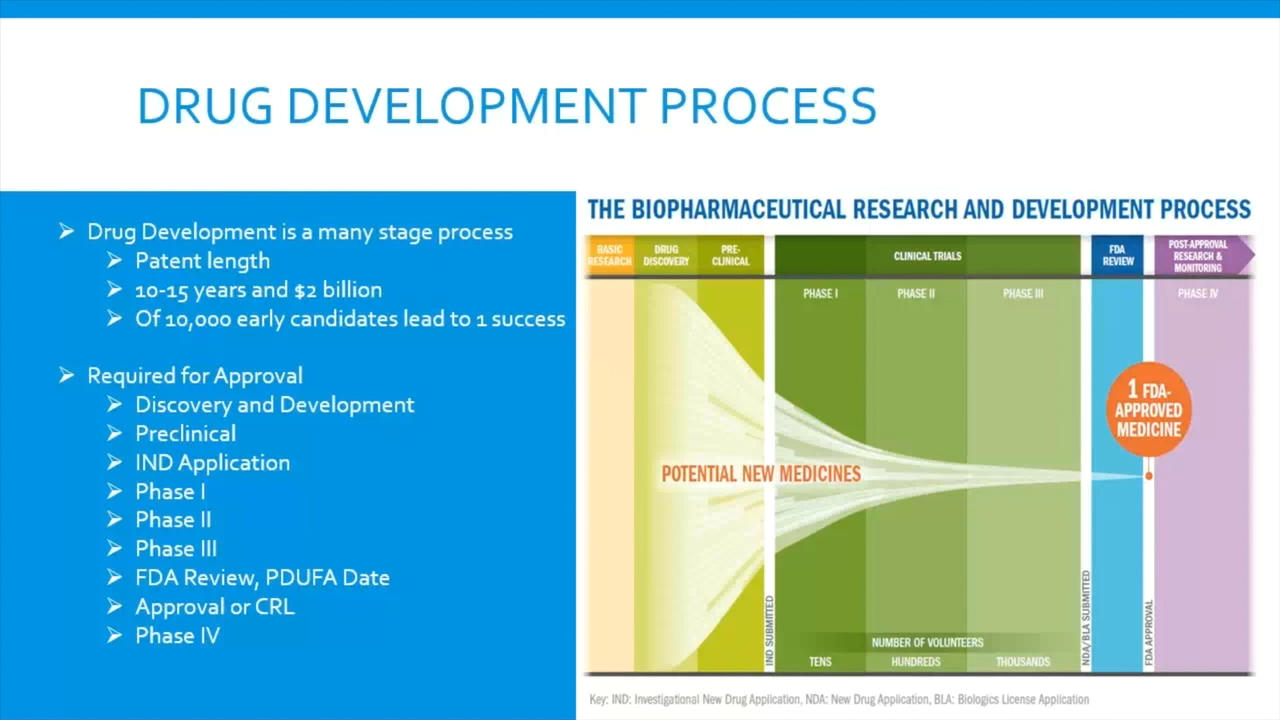 DRUG DEVELOPMENT PROCESS
Drug Development is a many stage process
Patent length
10-15 years and $2 billion
Of 10,000 early candidates lead to 1 success
Required for Approval
Discovery and Development
Preclinical
IND Application
Phase I
Phase II
Phase III
FDA Review, PDUFA Date
Approval or CRL
Phase IV
THE BIOPHARMACEUTICAL RESEARCH AND DEVELOPMENT PROCESS
BASIC
RESEARCH
DRUG
DISCOVERY
PRE-
CLINICAL
CLINICAL TRIALS
FDA
REVIEW
POST-APPROVAL
RESEARCH &
MONITORING
PHASE I
PHASE II
PHASE III
PHASE IV
1 FDA-
APPROVED
MEDICINE
POTENTIAL NEW MEDICINES
IND SUBMITTED
NDA/BLA SUBMITTED
FDA APPROVAL
NUMBER OF VOLUNTEERS
TENS
HUNDREDS
THOUSANDS
Key: IND: Investigational New Drug Application, NDA: New Drug Application, BLA: Biologics License Application